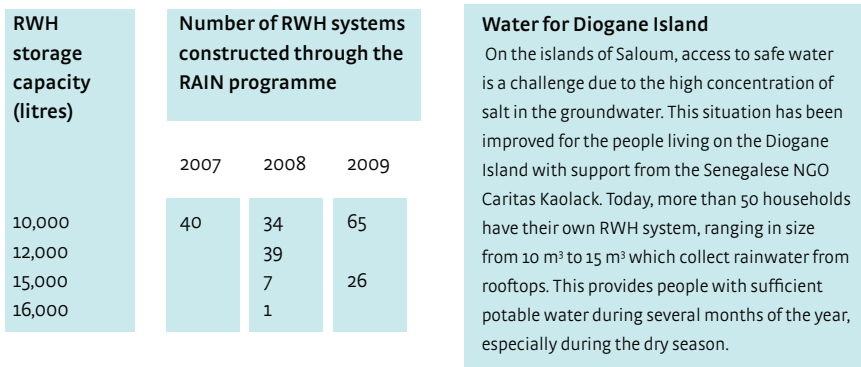 RWH
storage
capacity
(litres)
Number of RWH systems
constructed through the
RAIN programme
2007 2008 2009
10,000 40 34 65
12,000 39
15,000 7 26
16,000 1
Water for Diogane Island
On the islands of Saloum, access to safe water
is a challenge due to the high concentration of
salt in the groundwater. This situation has been
improved for the people living on the Diogane
Island with support from the Senegalese NGO
Caritas Kaolack. Today, more than 50 households
have their own RWH system, ranging in size
from 10 m³ to 15 m³ which collect rainwater from
rooftops. This provides people with sufficient
potable water during several months of the year,
especially during the dry season.